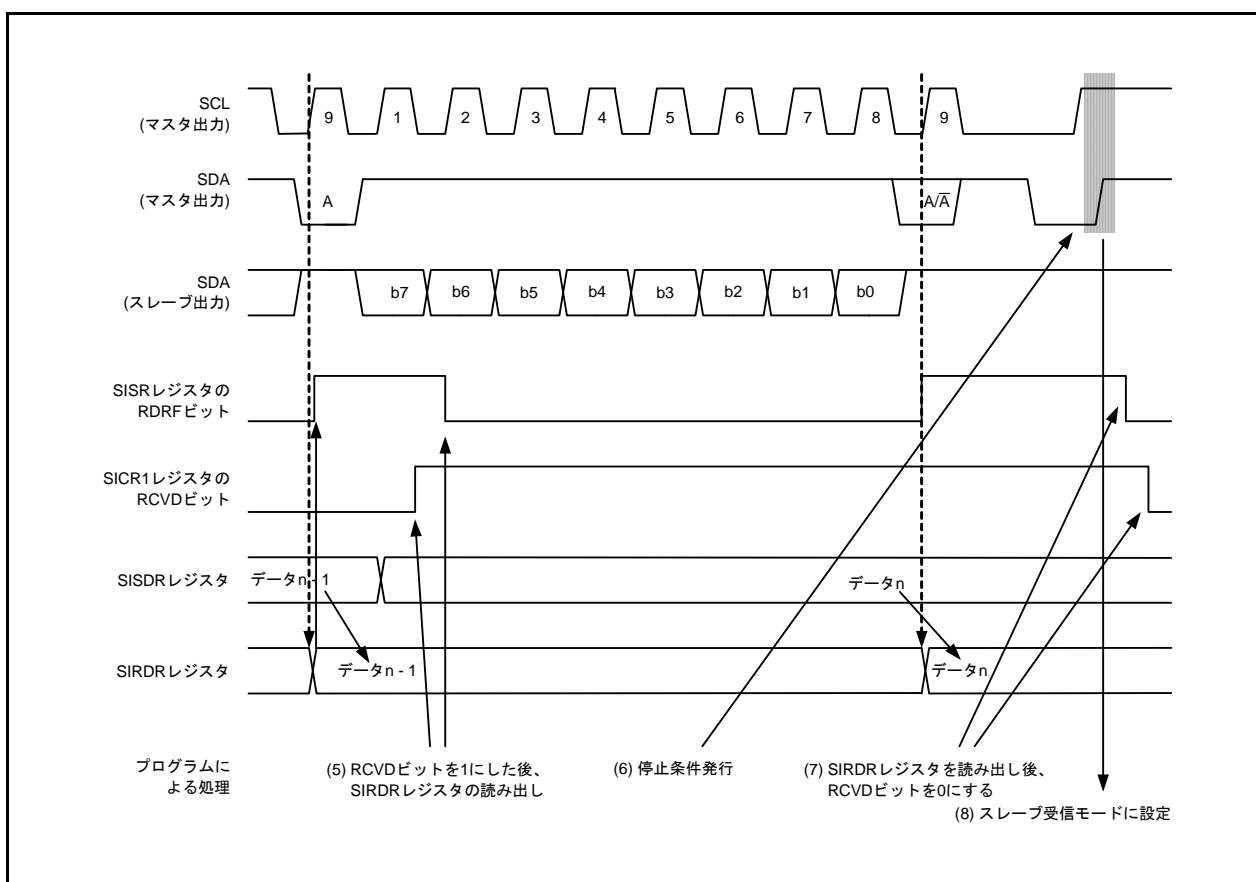 SCL
(マスタ出力)
9
1
2
3
4
5
6
7
8
9
SDA
(マスタ出力)
A
A/A̅
SDA
(スレーブ出力)
b7
b6
b5
b4
b3
b2
b1
b0
SISRレジスタの
RDRFビット
SICR1レジスタの
RCVDビット
SISDRレジスタ
データn - 1
データn
SIRDRレジスタ
データn - 1
データn
プログラムに
よる処理
(5) RCVDビットを1にした後、
SIRDRレジスタの読み出し
(6) 停止条件発行
(7) SIRDRレジスタを読み出し後、
RCVDビットを0にする
(8) スレーブ受信モードに設定